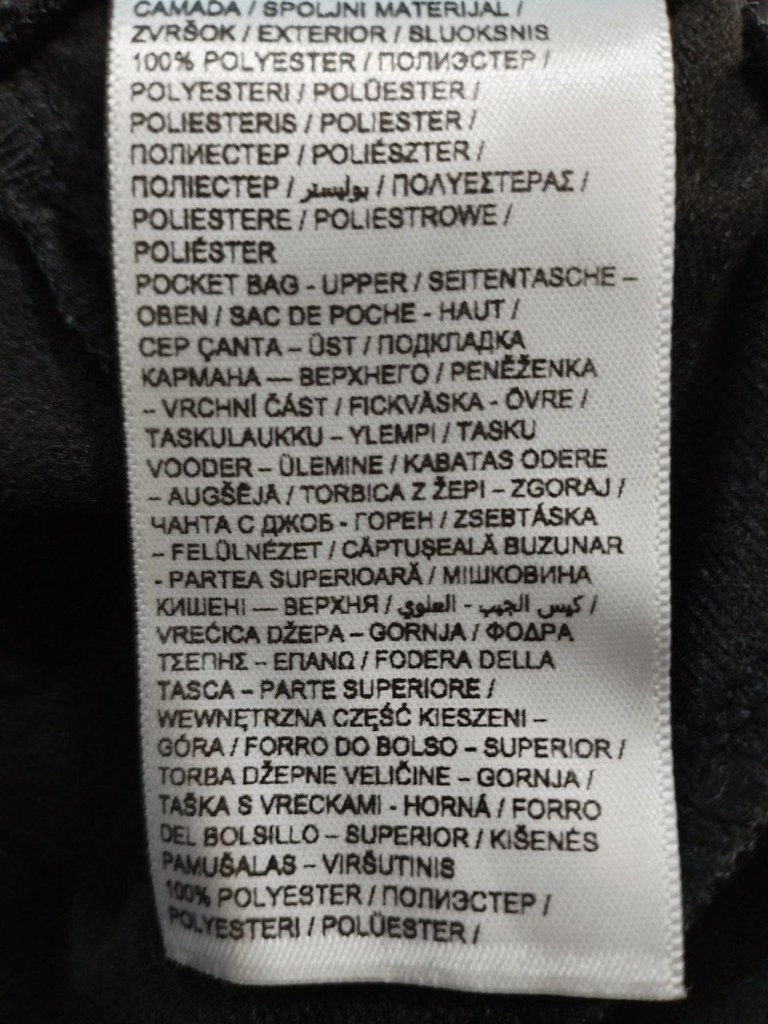 CAMADA / SPOLJNI MATERIJAL /
ZVRŠOK / EXTERIOR / SLUOKSNIS
100% POLYESTER / ПОЛИЭСТЕР /
POLYESTERI / POLÜESTER /
POLIESTERIS / POLIESTER /
ПОЛИЕСТЕР / POLIÉSZTER /
ПОЛІЕСТЕР / بوليستر / ΠΟΛΥΕΣΤΕΡΑΣ /
POLIESTERE / POLIESTROWE /
POLIÉSTER
POCKET BAG - UPPER / SEITENTASCHE –
OBEN / SAC DE POCHE - HAUT /
CEP ÇANTA – ÜST / ПОДКЛАДКА
КАРМАНА — ВЕРХНЕГО / PENĚŽENKA
– VRCHNÍ ČÁST / FICKVÄSKA - ÖVRE /
TASKULAUKKU – YLEMPI / TASKU
VOODER – ÜLEMINE / KABATAS ODERE
– AUGŠĒJĀ / TORBICA Z ŽEPI – ZGORAJ /
ЧАНТА С ДЖОБ - ГОРЕН / ZSEBTÁSKA
– FELÜLNÉZET / CĂPTUŞEALĂ BUZUNAR
- PARTEA SUPERIOARĂ / МІШКОВИНА
КИШЕНІ — ВЕРХНЯ / كيس الجيب - العلوي /
VREĆICA DŽEPA – GORNJA / ΦΟΔΡΑ
ΤΣΕΠΗΣ – ΕΠΑΝΩ / FODERA DELLA
TASCA – PARTE SUPERIORE /
WEWNĘTRZNA CZĘŚĆ KIESZENI –
GÓRA / FORRO DO BOLSO – SUPERIOR /
TORBA DŽEPNE VELIČINE – GORNJA /
TAŠKA S VRECKAMI - HORNÁ / FORRO
DEL BOLSILLO – SUPERIOR / KIŠENĖS
PAMUŠALAS – VIRŠUTINIS
100% POLYESTER / ПОЛИЭСТЕР /
POLYESTERI / POLÜESTER /